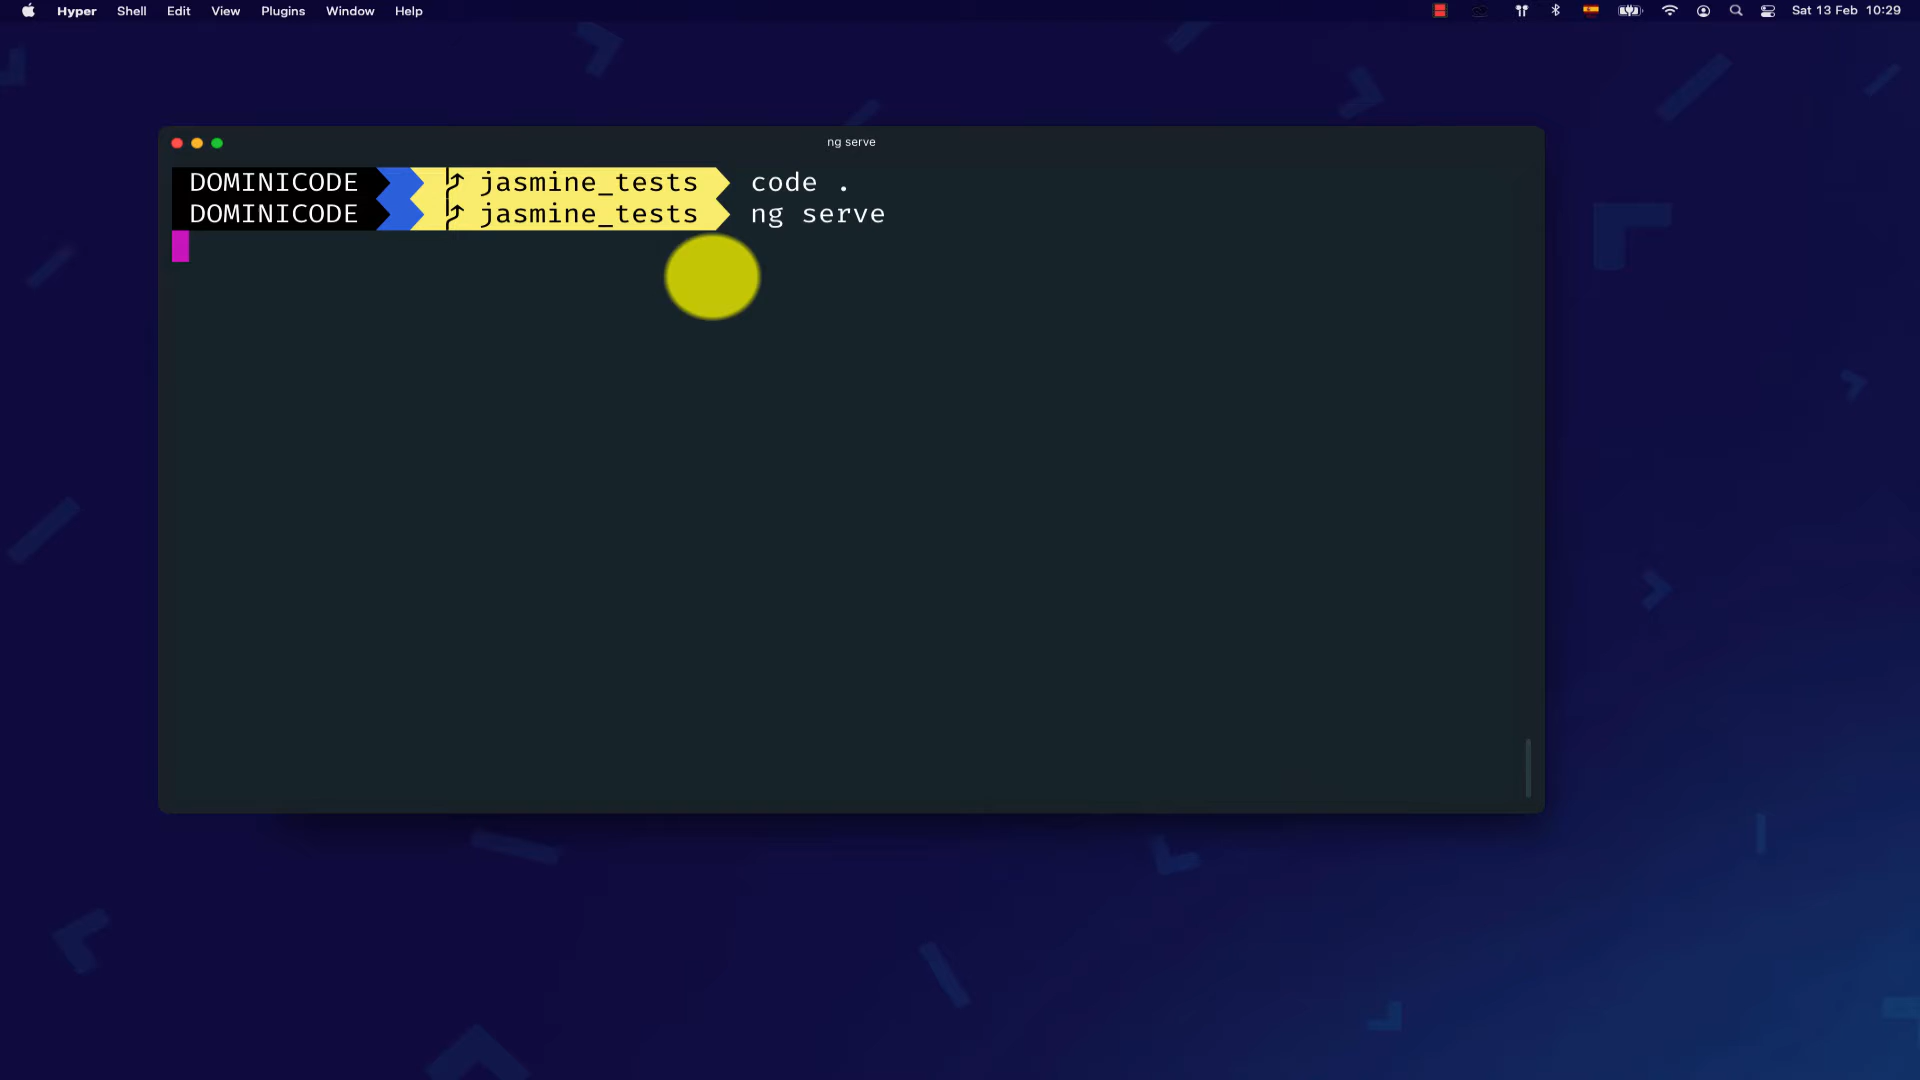 Hyper Shell Edit View Plugins Window Help Sat 13 Feb 10:29
ng serve
DOMINICODE jasmine_tests code .
DOMINICODE jasmine_tests ng serve